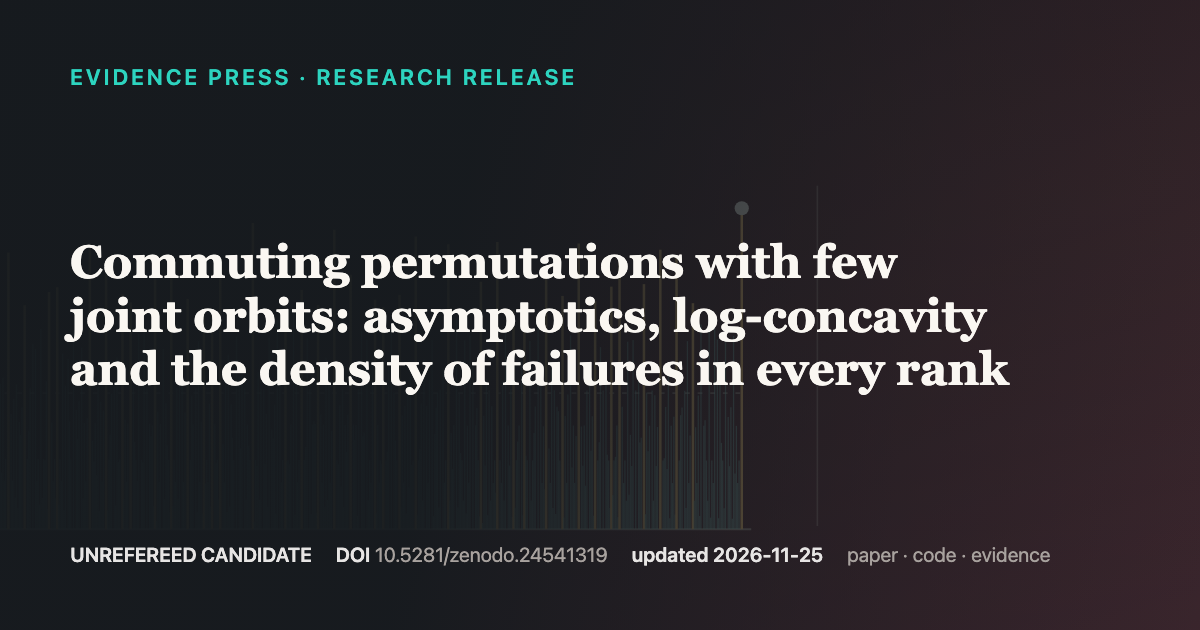 EVIDENCE PRESS · RESEARCH RELEASE
Commuting permutations with few
joint orbits: asymptotics, log-concavity
and the density of failures in every rank
UNREFEREED CANDIDATE DOI 10.5281/zenodo.24541319 updated 2026-11-25 paper · code · evidence